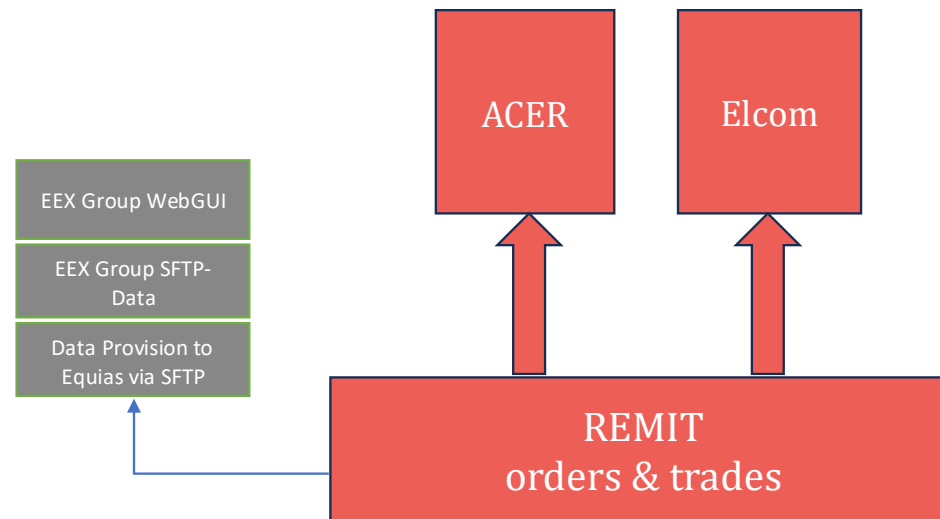 ACER
Elcom
EEX Group WebGUI
EEX Group SFTP-
Data
Data Provision to
Equias via SFTP
REMIT
orders & trades